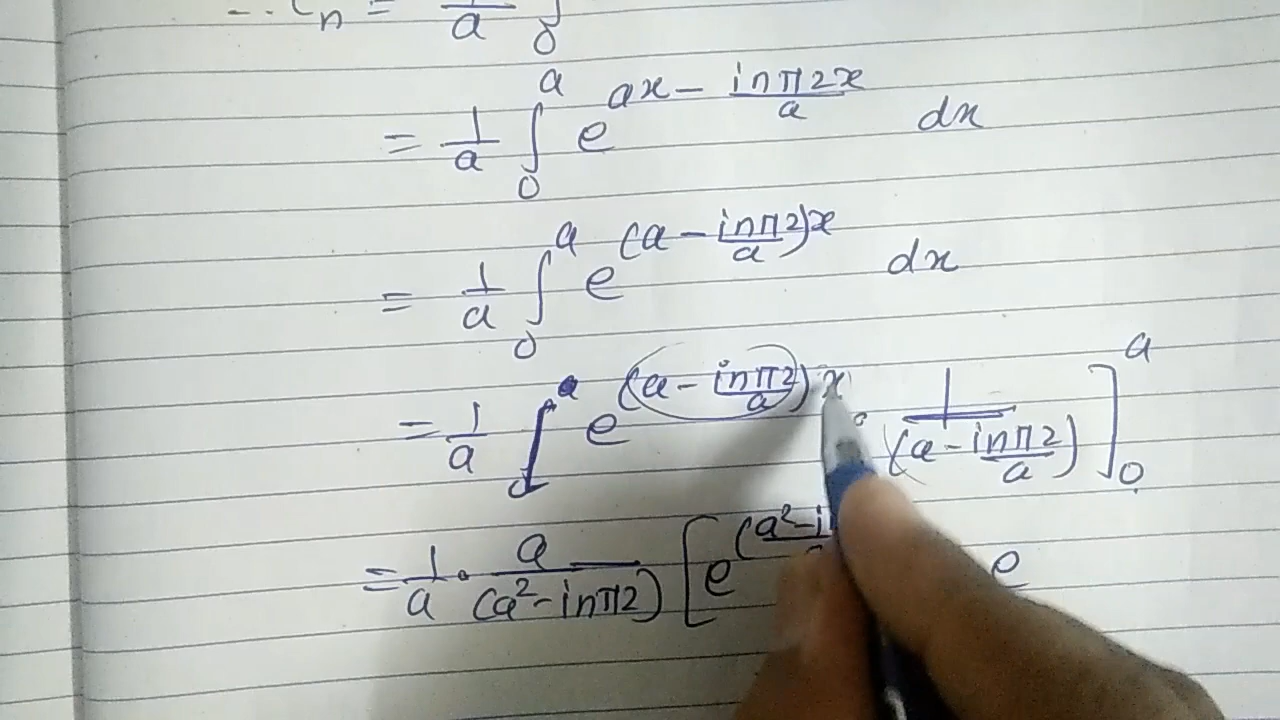 ∴ Cn = 1/a ∫₀
= 1/a ∫₀ᵃ e^(ax - inπ2x/a) dx
= 1/a ∫₀ᵃ e^((a - inπ2/a)x) dx
= 1/a [e^((a - inπ2/a)x) · 1/(a - inπ2/a)]₀ᵃ
= 1/a · a/(a² - inπ2) [e^((a² - i e